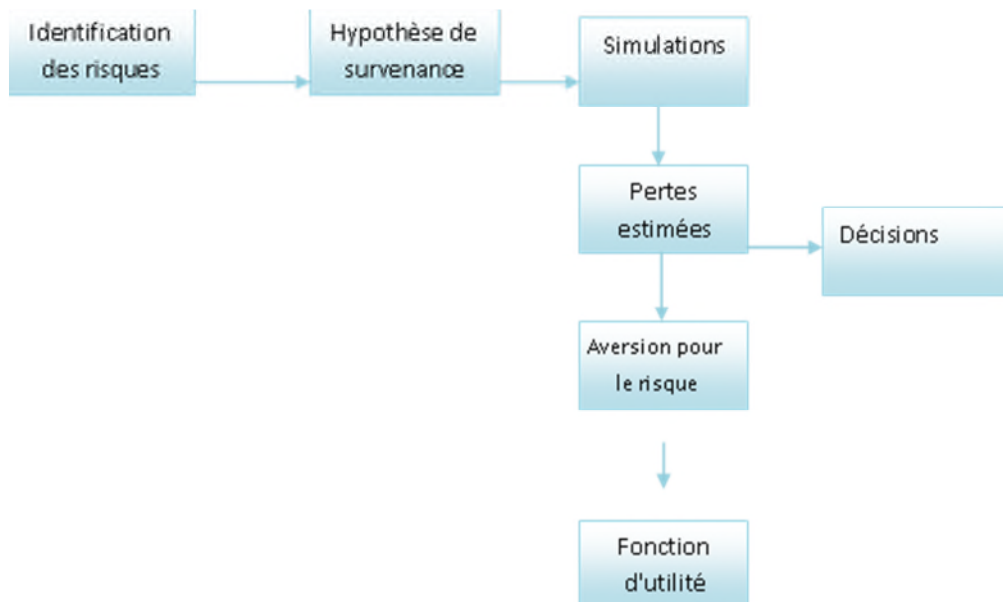 Identification
des risques
Hypothèse de
survenance
Simulations
Pertes
estimées
Décisions
Aversion pour
le risque
Fonction
d'utilité